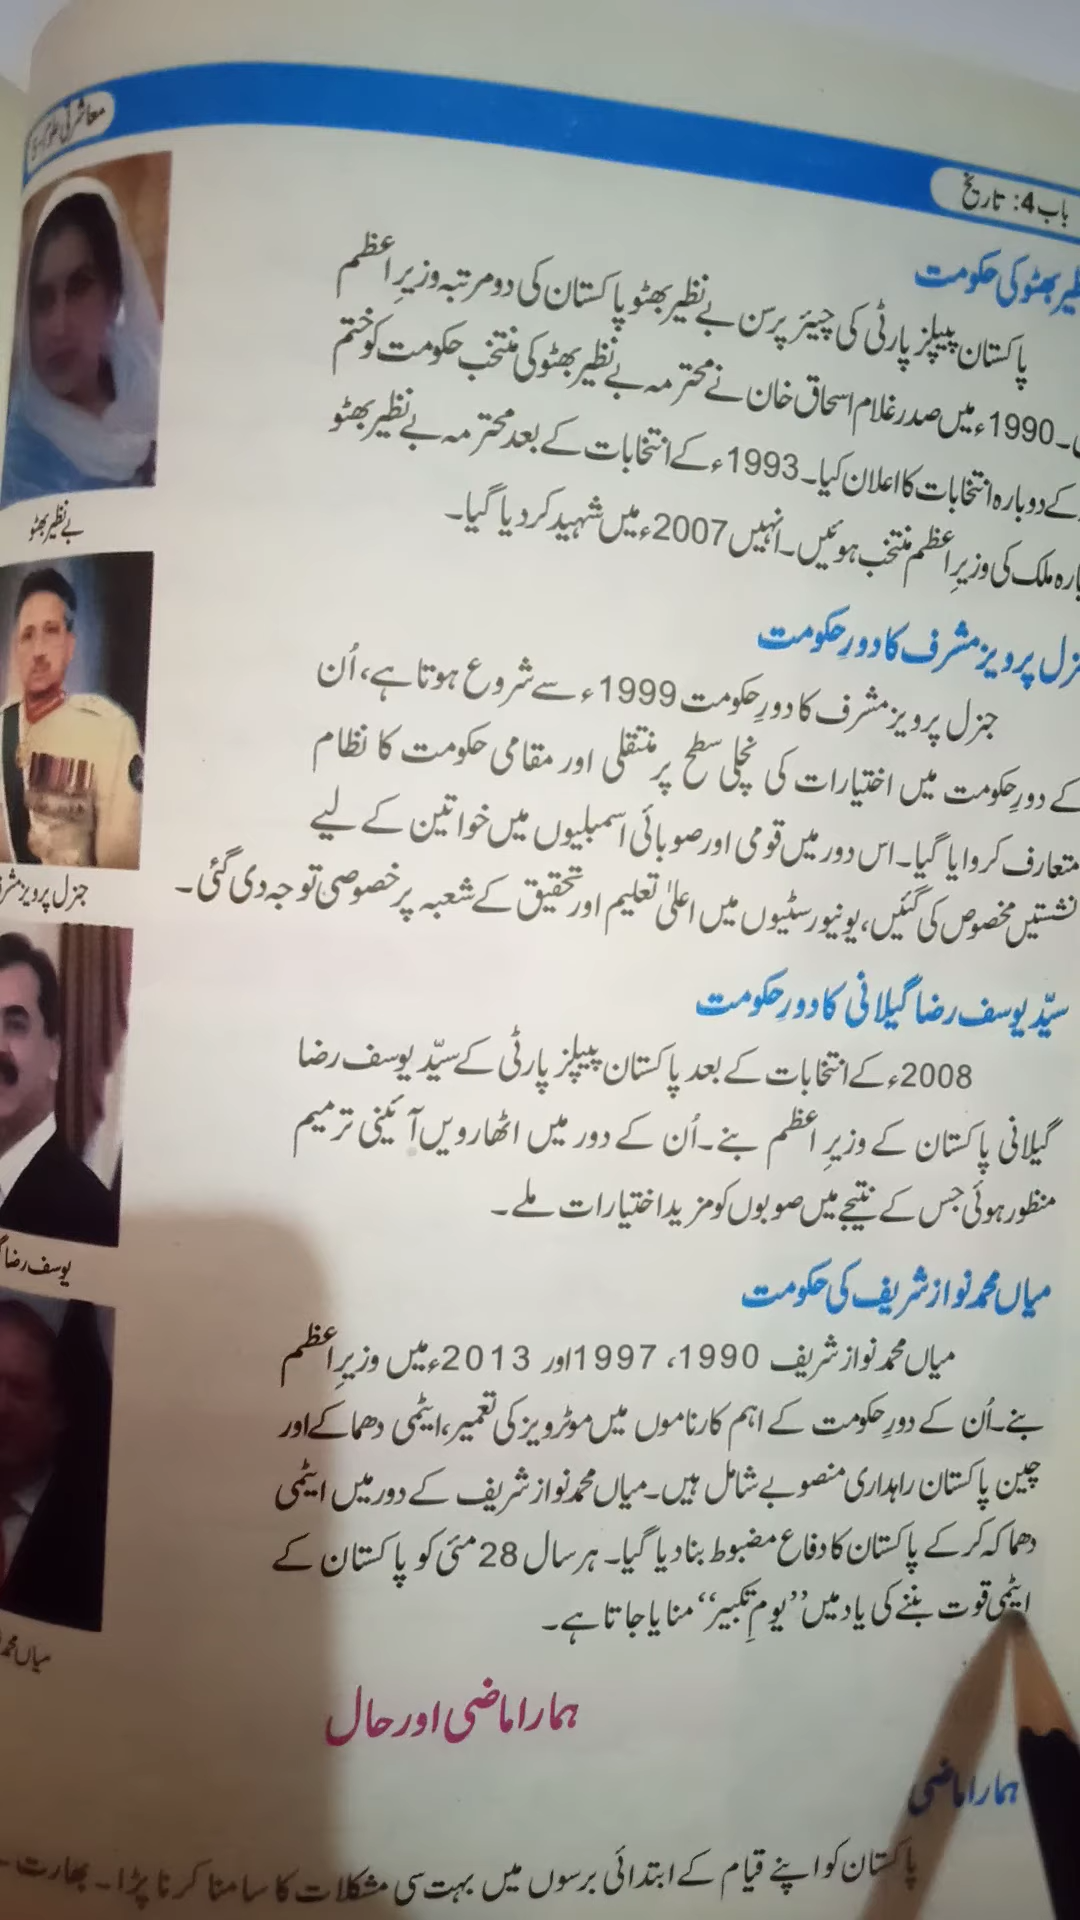 معاشرتی علوم-5
باب 4: تاریخ
بھٹو کی حکومت
پاکستان پیپلز پارٹی کی چیئر پرسن بے نظیر بھٹو پاکستان کی دو مرتبہ وزیرِ اعظم
۔ 1990ء میں صدر غلام اسحاق خان نے محترمہ بے نظیر بھٹو کی منتخب حکومت کو ختم
کے دوبارہ انتخابات کا اعلان کیا۔ 1993ء کے انتخابات کے بعد محترمہ بے نظیر بھٹو
ملک کی وزیرِ اعظم منتخب ہوئیں۔ انہیں 2007ء میں شہید کر دیا گیا۔
بے نظیر بھٹو
پرویز مشرف کا دورِ حکومت
جنرل پرویز مشرف کا دورِ حکومت 1999ء سے شروع ہوتا ہے، اُن
کے دورِ حکومت میں اختیارات کی نچلی سطح پر منتقلی اور مقامی حکومت کا نظام
متعارف کروایا گیا۔ اس دور میں قومی اور صوبائی اسمبلیوں میں خواتین کے لیے
نشستیں مخصوص کی گئیں، یونیورسٹیوں میں اعلیٰ تعلیم اور تحقیق کے شعبہ پر خصوصی توجہ دی گئی۔
جنرل پرویز
سیّد یوسف رضا گیلانی کا دورِ حکومت
2008ء کے انتخابات کے بعد پاکستان پیپلز پارٹی کے سیّد یوسف رضا
گیلانی پاکستان کے وزیرِ اعظم بنے۔ اُن کے دور میں اٹھارویں آئینی ترمیم
منظور ہوئی جس کے نتیجے میں صوبوں کو مزید اختیارات ملے۔
یوسف رضا
میاں محمد نواز شریف کی حکومت
میاں محمد نواز شریف 1990، 1997 اور 2013ء میں وزیرِ اعظم
بنے۔ اُن کے دورِ حکومت کے اہم کارناموں میں موٹرویز کی تعمیر، ایٹمی دھماکے اور
چین پاکستان راہداری منصوبے شامل ہیں۔ میاں محمد نواز شریف کے دور میں ایٹمی
دھماکہ کر کے پاکستان کا دفاع مضبوط بنا دیا گیا۔ ہر سال 28 مئی کو پاکستان کے
ایٹمی قوت بننے کی یاد میں ’’یومِ تکبیر‘‘ منایا جاتا ہے۔
میاں محمد
ہمارا ماضی اور حال
ہمارا ماضی
پاکستان کو اپنے قیام کے ابتدائی برسوں میں بہت سی مشکلات کا سامنا کرنا پڑا۔ بھارت